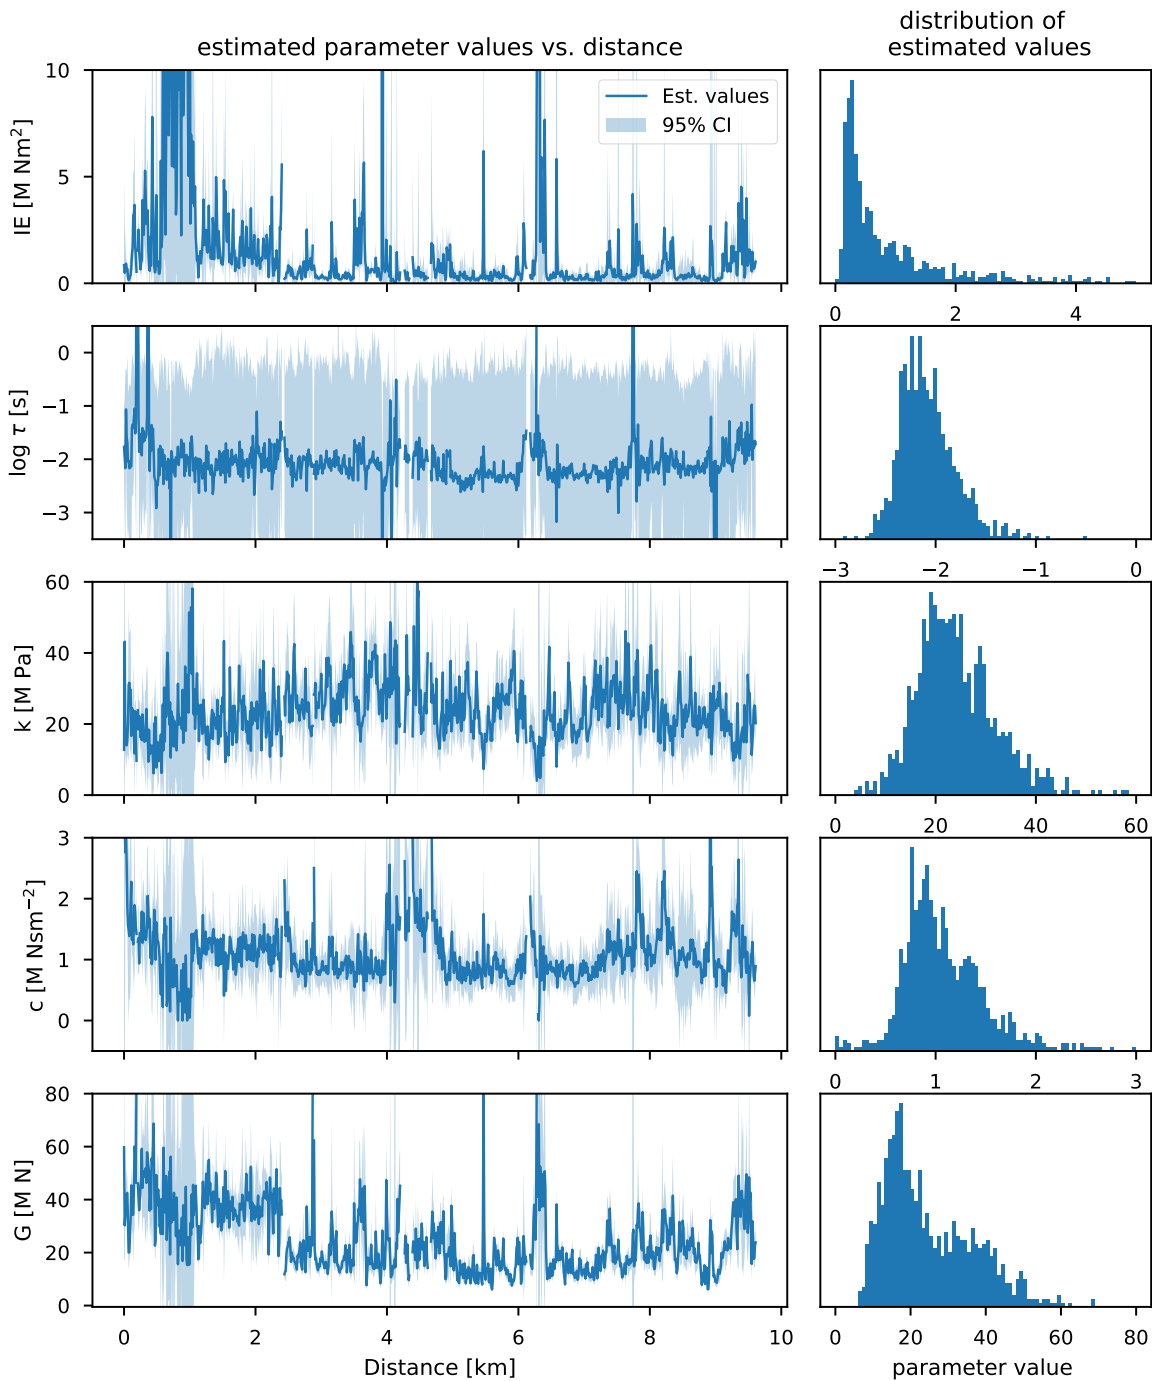 estimated parameter values vs. distance
distribution of
estimated values
10
5
0
IE [M Nm²]
Est. values
95% CI
0 2 4
0
−1
−2
−3
log τ [s]
−3 −2 −1 0
60
40
20
0
k [M Pa]
0 20 40 60
3
2
1
0
c [M Nsm⁻²]
0 1 2 3
80
60
40
20
0
G [M N]
0 2 4 6 8 10
Distance [km]
0 20 40 60 80
parameter value